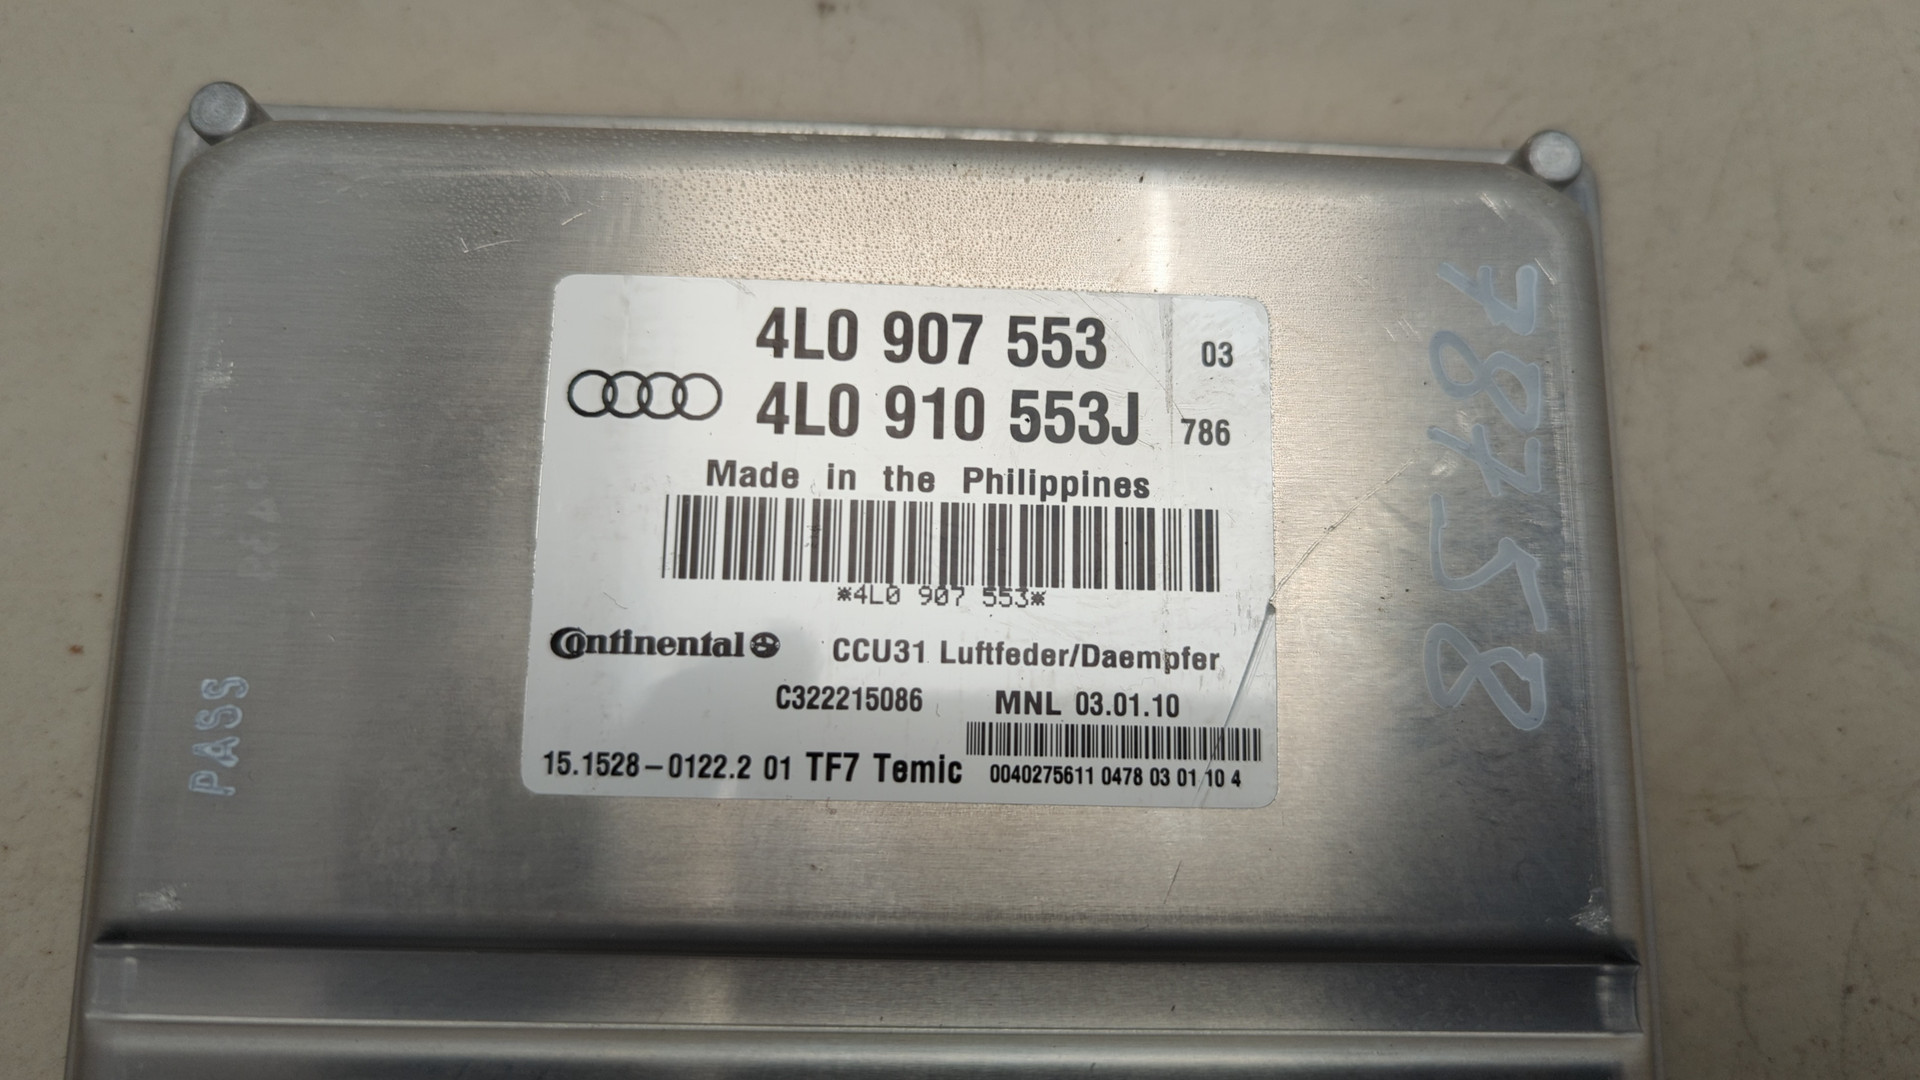 4L0 907 553 03
4L0 910 553J 786
Made in the Philippines
*4L0 907 553*
Continental CCU31 Luftfeder/Daempfer
C322215086 MNL 03.01.10
15.1528-0122.2 01 TF7 Temic 0040275611 0478 03 01 10 4
PASS
78758